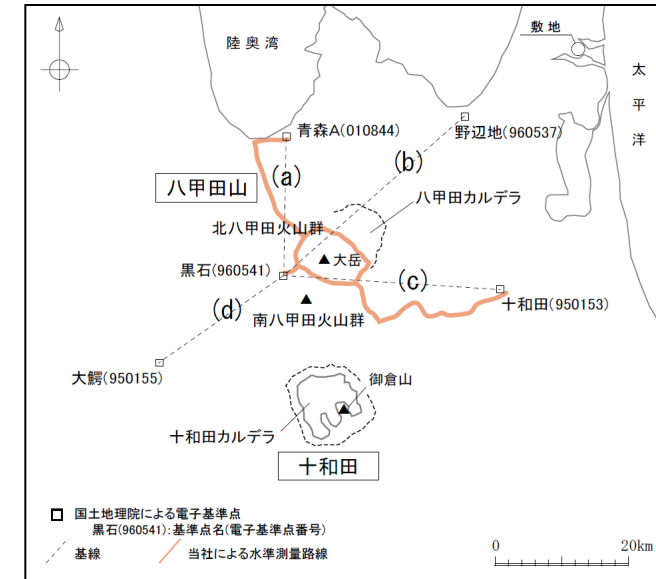 敷地
陸奥湾
太平洋
青森A(010844)
野辺地(960537)
(b)
(a)
八甲田山
八甲田カルデラ
北八甲田火山群
▲大岳
黒石(960541)
(c)
十和田(950153)
(d)
▲
南八甲田火山群
大鰐(950155)
御倉山
▲
十和田カルデラ
十和田
国土地理院による電子基準点
黒石(960541):基準点名(電子基準点番号)
基線
当社による水準測量路線
0 20km